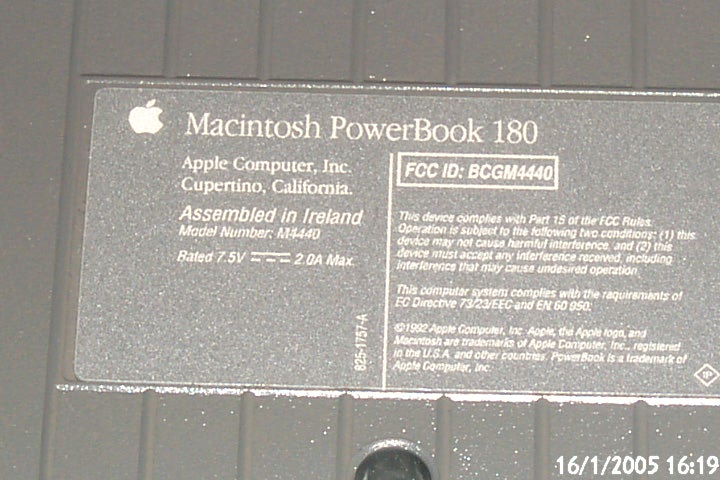 Macintosh PowerBook 180
Apple Computer, Inc.
Cupertino, California.
Assembled in Ireland
Model Number: M4440
Rated 7.5V 2.0A Max.
825-1757-A
FCC ID: BCGM4440
This device complies with Part 15 of the FCC Rules.
Operation is subject to the following two conditions: (1) this
device may not cause harmful interference, and (2) this
device must accept any interference received, including
interference that may cause undesired operation.
This computer system complies with the requirements of
EC Directive 73/23/EEC and EN 60 950.
©1992 Apple Computer, Inc. Apple, the Apple logo, and
Macintosh are trademarks of Apple Computer, Inc., registered
in the U.S.A. and other countries. PowerBook is a trademark of
Apple Computer, Inc.
16/1/2005 16:19